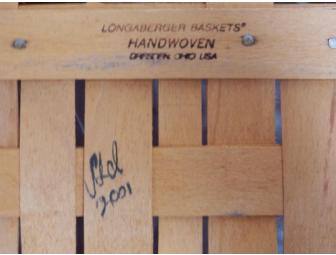 LONGABERGER BASKETS®
HANDWOVEN
DRESDEN, OHIO USA
2001